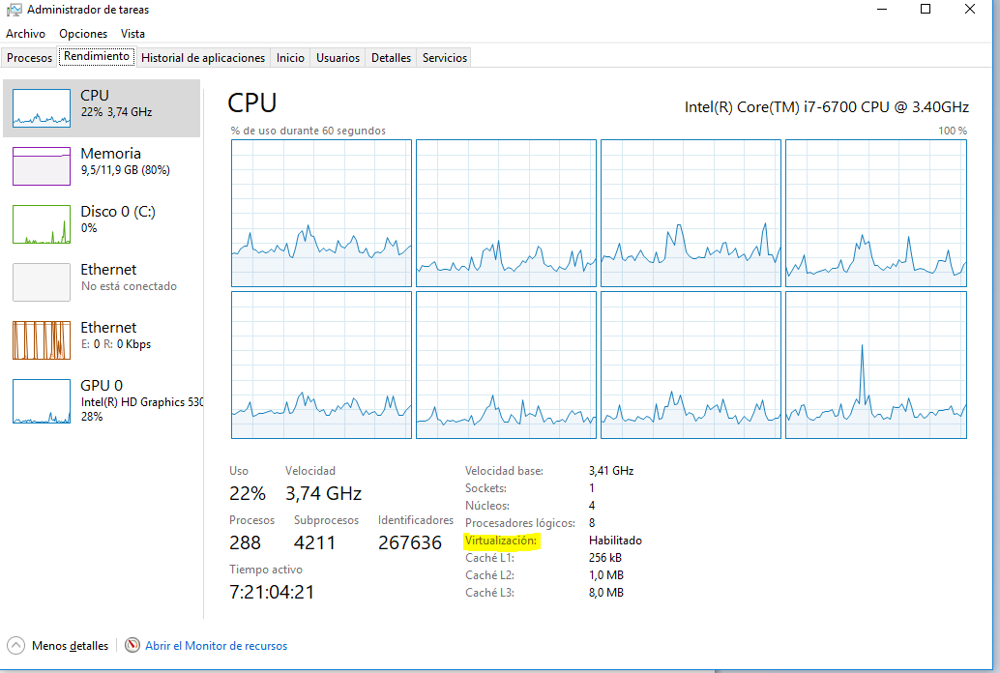 Administrador de tareas
Archivo Opciones Vista
Procesos Rendimiento Historial de aplicaciones Inicio Usuarios Detalles Servicios
CPU
22% 3,74 GHz
Memoria
9,5/11,9 GB (80%)
Disco 0 (C:)
0%
Ethernet
No está conectado
Ethernet
E: 0 R: 0 Kbps
GPU 0
Intel(R) HD Graphics 530
28%
CPU
Intel(R) Core(TM) i7-6700 CPU @ 3.40GHz
% de uso durante 60 segundos 100 %
Uso Velocidad
22% 3,74 GHz
Procesos Subprocesos Identificadores
288 4211 267636
Tiempo activo
7:21:04:21
Velocidad base: 3,41 GHz
Sockets: 1
Núcleos: 4
Procesadores lógicos: 8
Virtualización: Habilitado
Caché L1: 256 kB
Caché L2: 1,0 MB
Caché L3: 8,0 MB
Menos detalles Abrir el Monitor de recursos